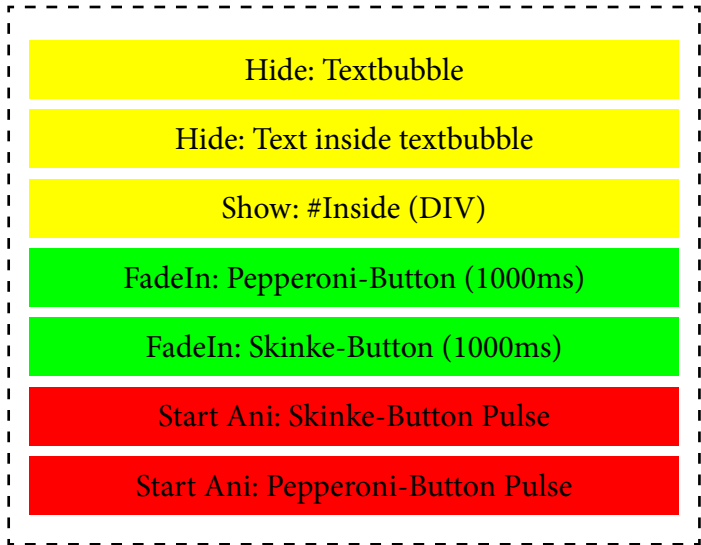 Hide: Textbubble
Hide: Text inside textbubble
Show: #Inside (DIV)
FadeIn: Pepperoni-Button (1000ms)
FadeIn: Skinke-Button (1000ms)
Start Ani: Skinke-Button Pulse
Start Ani: Pepperoni-Button Pulse